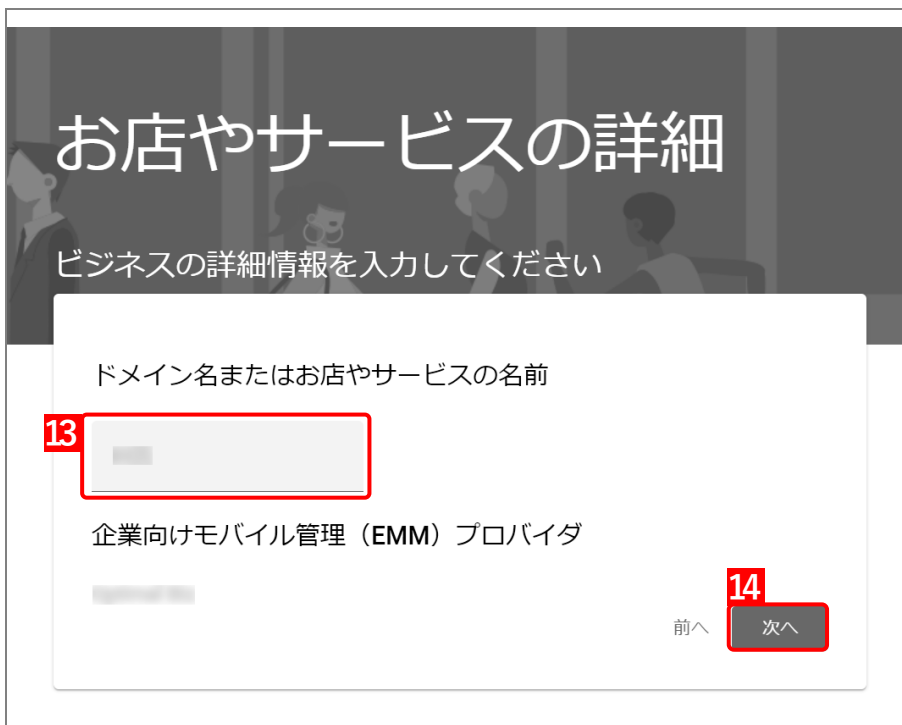 お店やサービスの詳細
ビジネスの詳細情報を入力してください
ドメイン名またはお店やサービスの名前
13
企業向けモバイル管理（EMM）プロバイダ
14
前へ 次へ